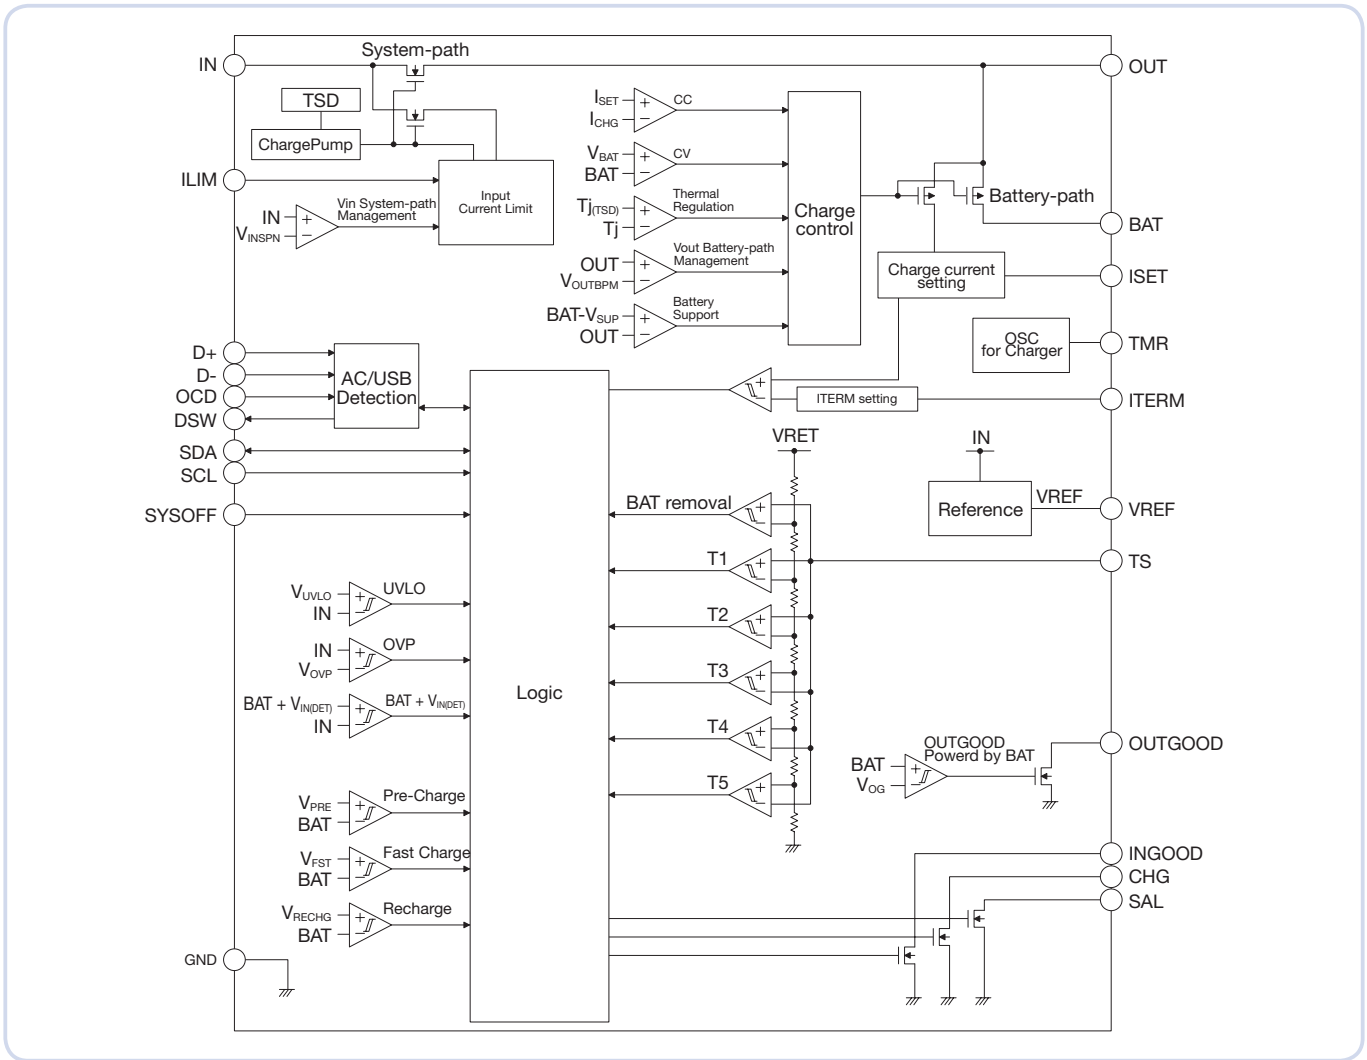 System-path
IN
OUT
TSD
ChargePump
ILIM
Input
Current Limit
Vin System-path
Management
IN
+
−
VINSPN
ISET
ICHG
+
−
CC
VBAT
BAT
+
−
CV
Tj(TSD)
Tj
+
−
Thermal
Regulation
OUT
VOUTBPM
+
−
Vout Battery-path
Management
BAT-VSUP
OUT
+
−
Battery
Support
Charge
control
Battery-path
BAT
Charge current
setting
ISET
OSC
for Charger
TMR
ITERM setting
+
−
ITERM
D+
D-
OCD
DSW
AC/USB
Detection
SDA
SCL
SYSOFF
VRET
IN
Reference
VREF
VREF
BAT removal
+
−
TS
T1
+
−
T2
+
−
T3
+
−
T4
+
−
T5
+
−
Logic
VUVLO
IN
+
−
UVLO
IN
VOVP
+
−
OVP
BAT + VIN(DET)
IN
+
−
BAT + VIN(DET)
VPRE
BAT
+
−
Pre-Charge
VFST
BAT
+
−
Fast Charge
VRECHG
BAT
+
−
Recharge
OUTGOOD
Powerd by BAT
BAT
VOG
+
−
OUTGOOD
INGOOD
CHG
SAL
GND